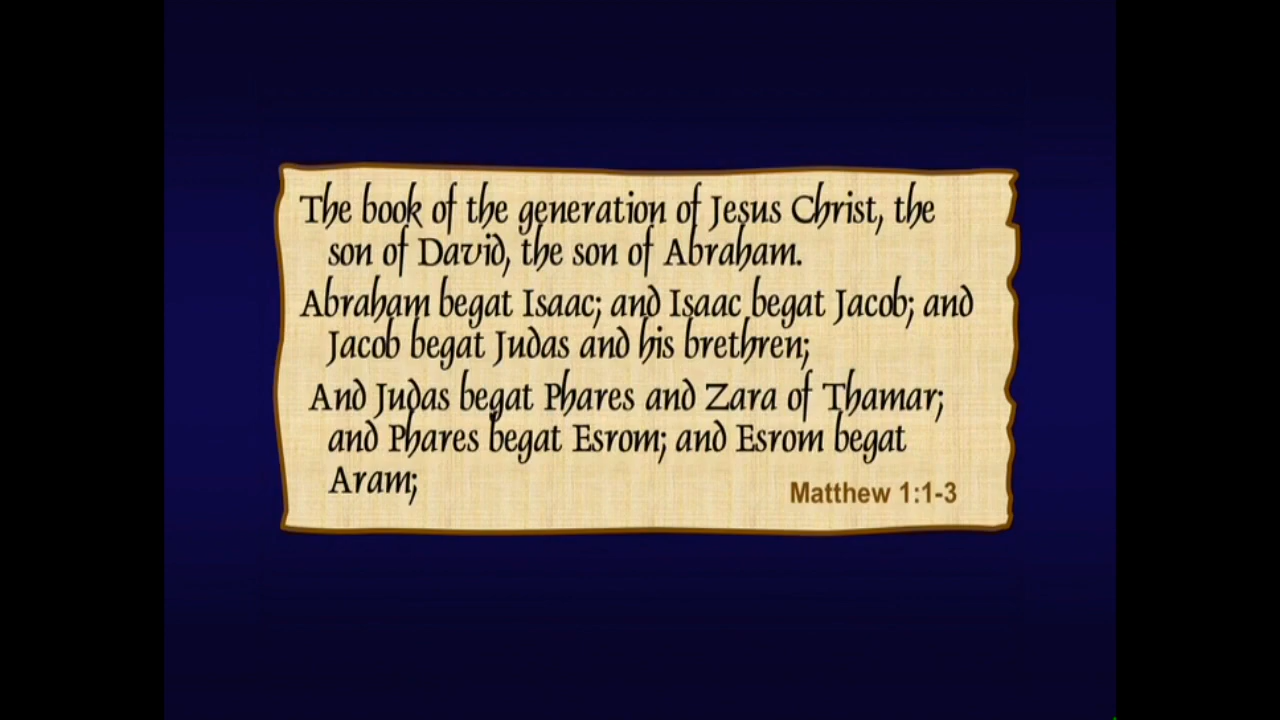 The book of the generation of Jesus Christ, the
son of David, the son of Abraham.
Abraham begat Isaac; and Isaac begat Jacob; and
Jacob begat Judas and his brethren;
And Judas begat Phares and Zara of Thamar;
and Phares begat Esrom; and Esrom begat
Aram;
Matthew 1:1-3